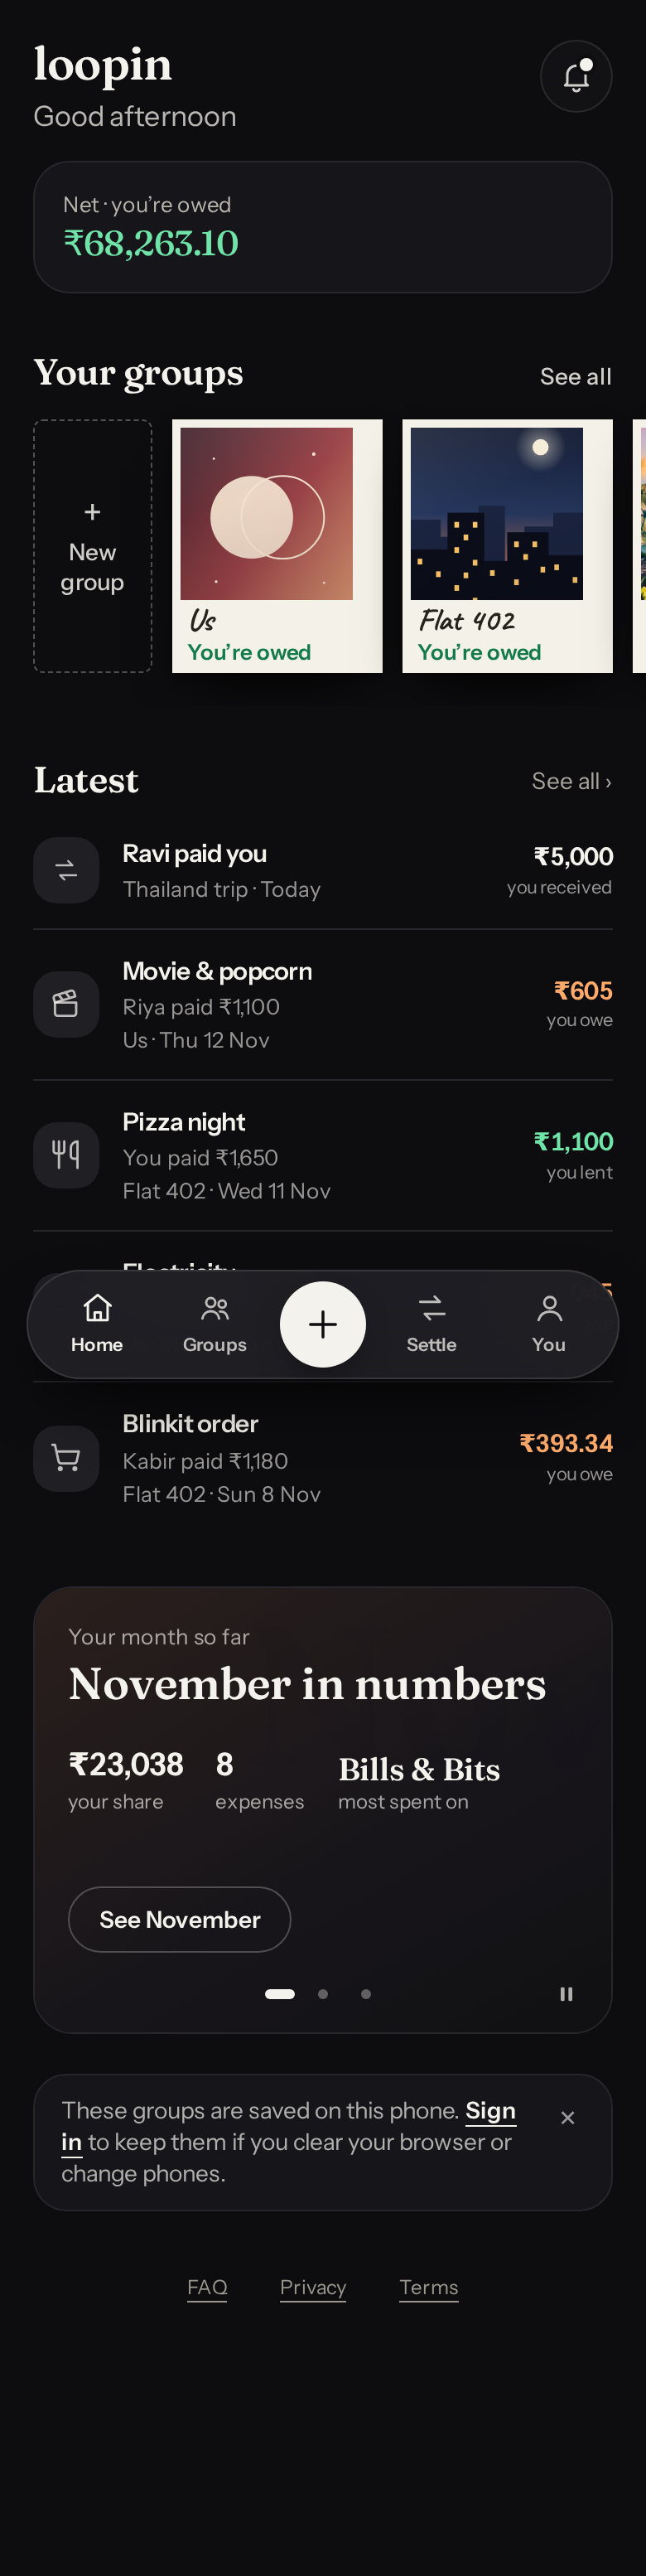 loopin
Good afternoon
Net · you’re owed
₹68,263.10
Your groups
See all
+
New
group
Us
You’re owed
Flat 402
You’re owed
Latest
See all ›
Ravi paid you
Thailand trip · Today
₹5,000
you received
Movie & popcorn
Riya paid ₹1,100
Us · Thu 12 Nov
₹605
you owe
Pizza night
You paid ₹1,650
Flat 402 · Wed 11 Nov
₹1,100
you lent
Electricity
Home
Groups
Settle
You
Blinkit order
Kabir paid ₹1,180
Flat 402 · Sun 8 Nov
₹393.34
you owe
Your month so far
November in numbers
₹23,038
your share
8
expenses
Bills & Bits
most spent on
See November
These groups are saved on this phone. Sign
in to keep them if you clear your browser or
change phones.
FAQ
Privacy
Terms